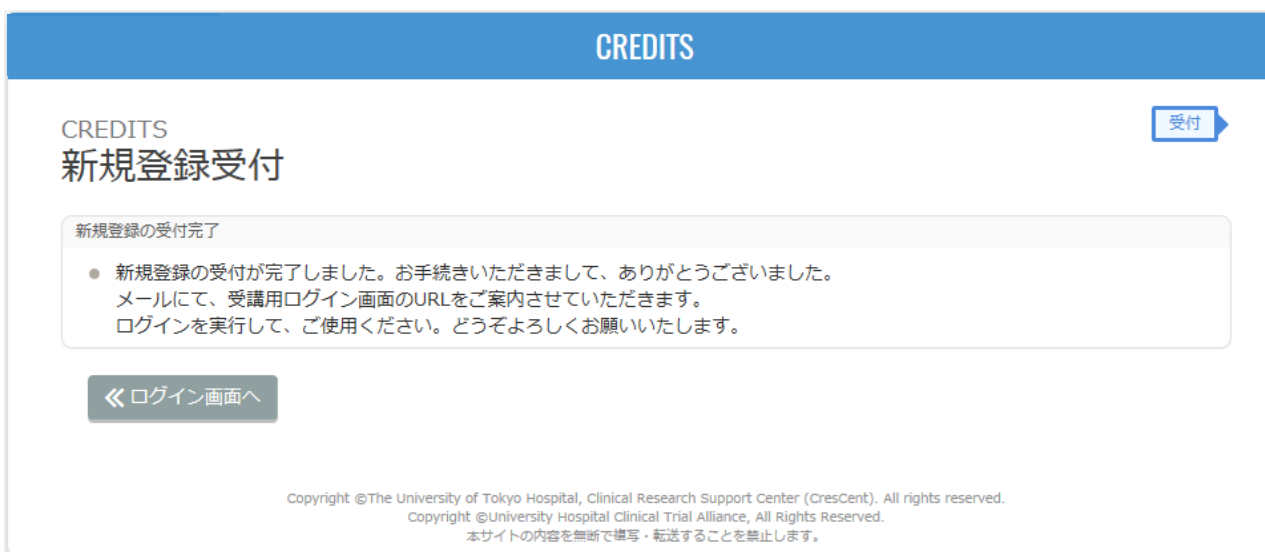 CREDITS
受付
CREDITS
新規登録受付
新規登録の受付完了
新規登録の受付が完了しました。お手続きいただきまして、ありがとうございました。
メールにて、受講用ログイン画面のURLをご案内させていただきます。
ログインを実行して、ご使用ください。どうぞよろしくお願いいたします。
ログイン画面へ
Copyright ©The University of Tokyo Hospital, Clinical Research Support Center (CresCent). All rights reserved.
Copyright ©University Hospital Clinical Trial Alliance, All Rights Reserved.
本サイトの内容を無断で複写・転送することを禁止します。